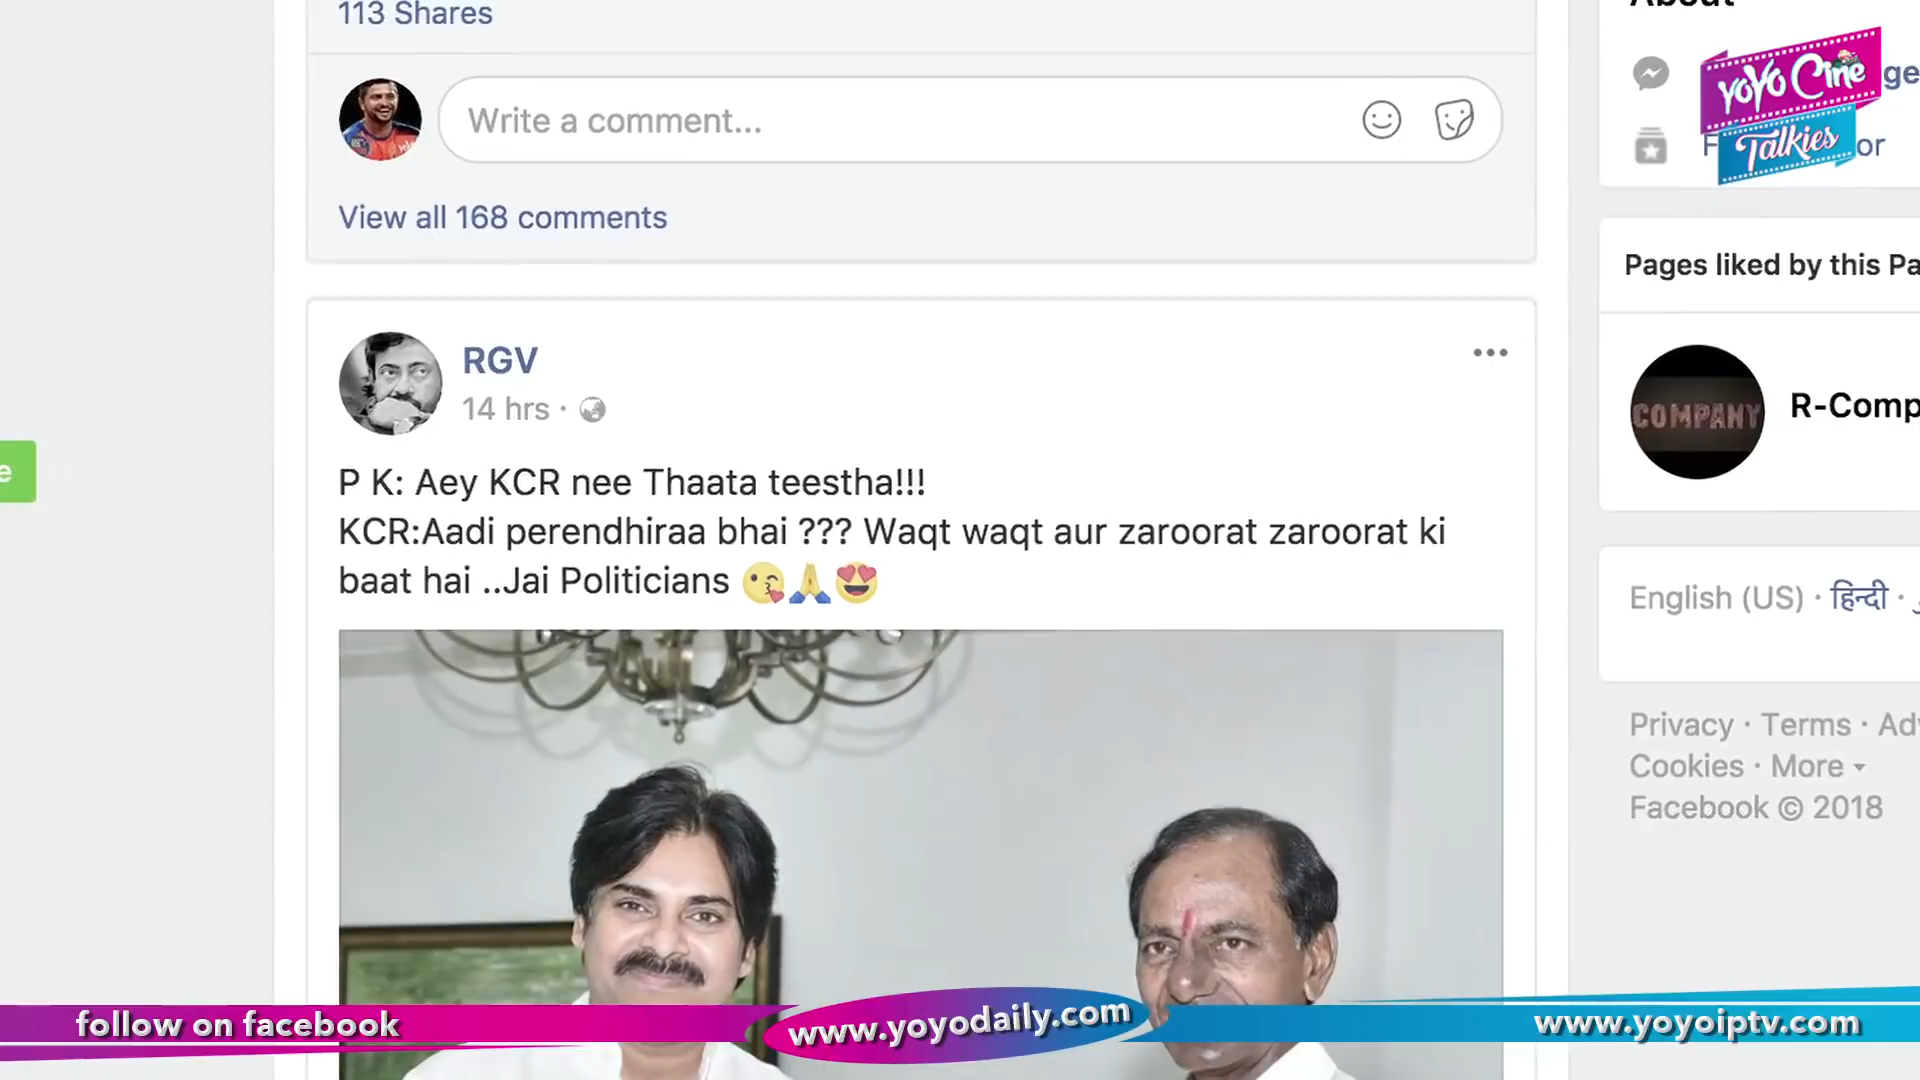 113 Shares
Write a comment...
View all 168 comments
RGV
14 hrs ·
P K: Aey KCR nee Thaata teestha!!!
KCR:Aadi perendhiraa bhai ??? Waqt waqt aur zaroorat zaroorat ki
baat hai ..Jai Politicians 😘🙏😍
e
About
YOYO Cine
Talkies
ge
or
Pages liked by this Pa
COMPANY
R-Comp
English (US) · हिन्दी ·
Privacy · Terms · Ad
Cookies · More
Facebook © 2018
follow on facebook
www.yoyodaily.com
www.yoyoiptv.com